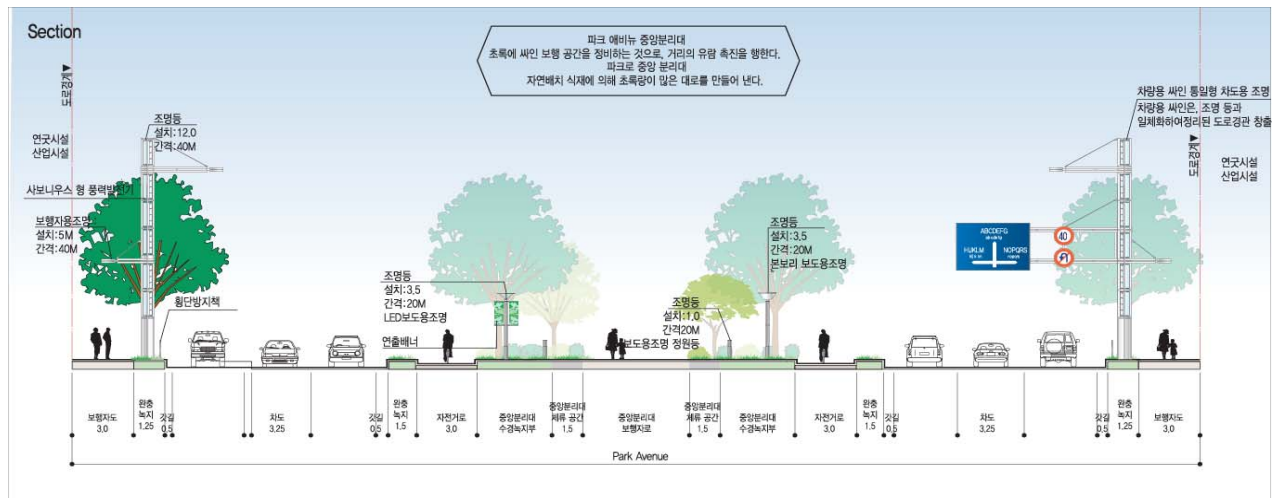 Section
파크 애비뉴 중앙분리대
초록에 싸인 보행 공간을 정비하는 것으로, 거리의 유람 촉진을 행한다.
파크로 중앙 분리대
자연배치 식재에 의해 초록량이 많은 대로를 만들어 낸다.
도로경계
연굿시설
산업시설
조명등
설치:12.0
간격:40M
사보니우스 형 풍력발전기
보행자용조명
설치:5M
간격:40M
횡단방지책
조명등
설치:3.5
간격:20M
LED보도용조명
연출배너
조명등
설치:1.0
간격20M
보도용조명 정원등
조명등
설치:3.5
간격:20M
본보리 보도용조명
차량용 싸인 통일형 차도용 조명
차량용 싸인은, 조명 등과
일체화하여정리된 도로경관 창출
도로경계
연굿시설
산업시설
ABCDEFG
HIJKLM
NOPQRS
40
보행자도
3.0
완충
녹지
1.25
갓길
0.5
차도
3.25
갓길
0.5
완충
녹지
1.5
자전거로
3.0
중앙분리대
수경녹지부
중앙분리대
체류 공간
1.5
중앙분리대
보행자로
중앙분리대
체류 공간
1.5
중앙분리대
수경녹지부
자전거로
3.0
완충
녹지
1.5
갓길
0.5
차도
3.25
갓길
0.5
완충
녹지
1.25
보행자도
3.0
Park Avenue